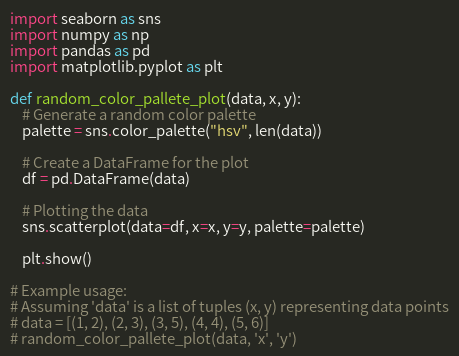 import seaborn as sns
import numpy as np
import pandas as pd
import matplotlib.pyplot as plt

def random_color_pallete_plot(data, x, y):
    # Generate a random color palette
    palette = sns.color_palette("hsv", len(data))

    # Create a DataFrame for the plot
    df = pd.DataFrame(data)

    # Plotting the data
    sns.scatterplot(data=df, x=x, y=y, palette=palette)

    plt.show()

# Example usage:
# Assuming 'data' is a list of tuples (x, y) representing data points
# data = [(1, 2), (2, 3), (3, 5), (4, 4), (5, 6)]
# random_color_pallete_plot(data, 'x', 'y')